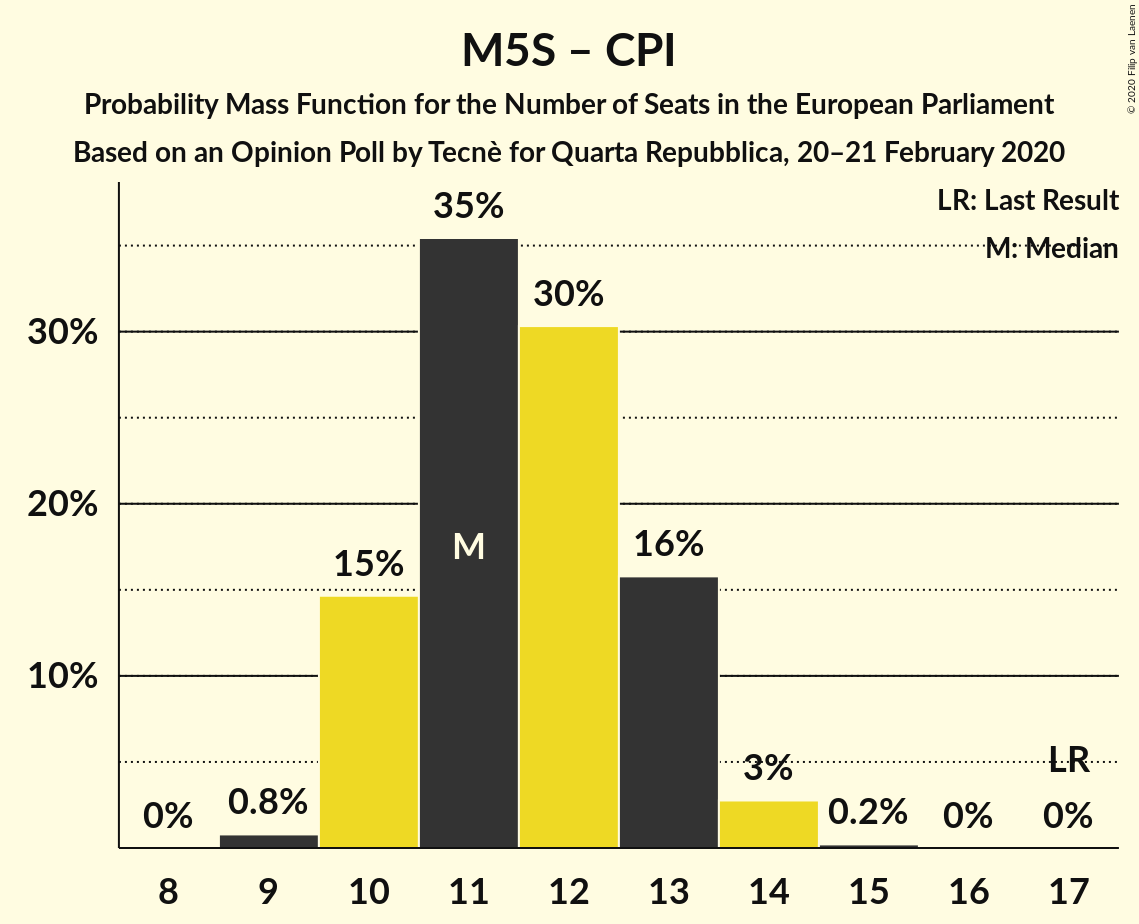 M5S – CPI
Probability Mass Function for the Number of Seats in the European Parliament
Based on an Opinion Poll by Tecnè for Quarta Repubblica, 20–21 February 2020
© 2020 Filip van Laenen
LR: Last Result
M: Median
35%
30%
30%
20%
16%
15%
M
10%
LR
3%
0%
0.8%
0.2%
0%
0%
8 9 10 11 12 13 14 15 16 17